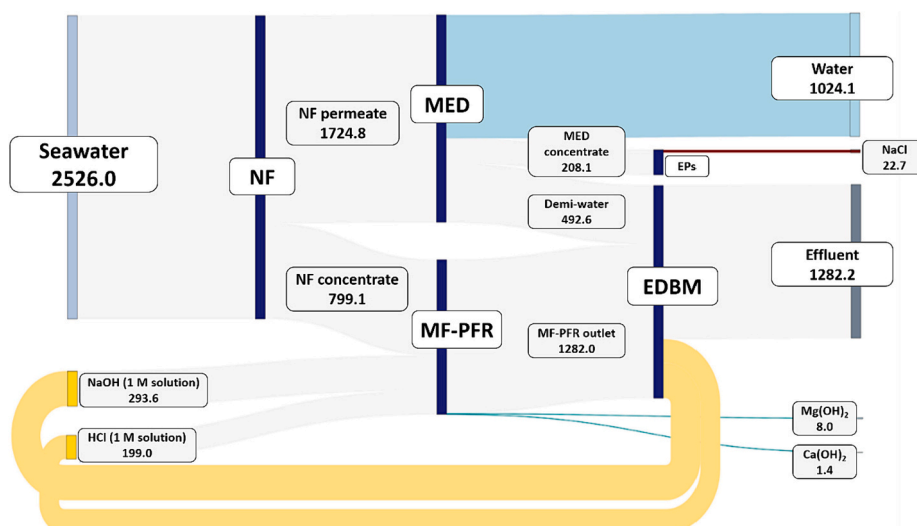 Seawater
2526.0
NF
NF permeate
1724.8
NF concentrate
799.1
NaOH (1 M solution)
293.6
HCl (1 M solution)
199.0
MED
MF-PFR
MED
concentrate
208.1
Demi-water
492.6
MF-PFR outlet
1282.0
EPs
EDBM
Water
1024.1
NaCl
22.7
Effluent
1282.2
Mg(OH)₂
8.0
Ca(OH)₂
1.4